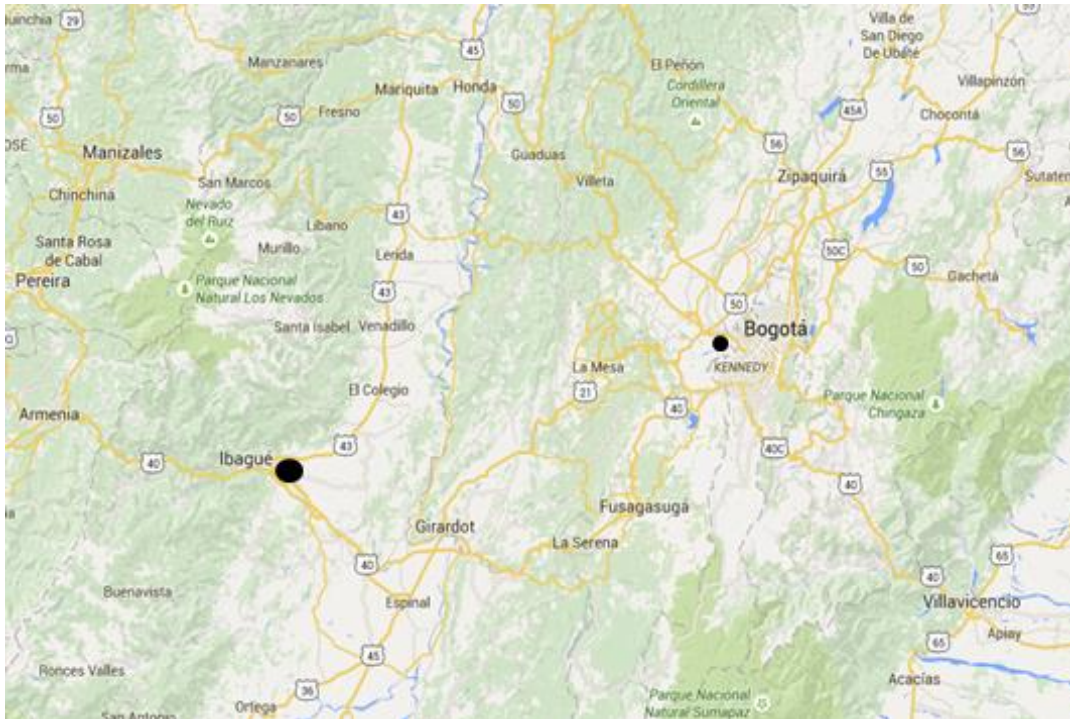 29
45
Villa de
San Diego
De Ubaté
55
Manzanares
El Peñón
Mariquita
Honda
Cordillera
Oriental
Villapinzón
50
50
Fresno
50
50
45A
Chocontá
Manizales
Guaduas
56
56
Zipaquirá
55
San Marcos
Villeta
Chinchiná
Nevado
del Ruiz
43
Líbano
Santa Rosa
de Cabal
Murillo
Lerida
50C
50
Gachetá
Pereira
Parque Nacional
Natural Los Nevados
43
50
Santa Isabel
Venadillo
Bogotá
La Mesa
KENNEDY
El Colegio
21
Parque Nacional
Chingaza
Armenia
40
43
40C
40
Ibagué
40
Fusagasugá
Girardot
La Serena
65
40
40
Buenavista
Espinal
Villavicencio
Apiay
65
45
Ronces Valles
Acacías
36
Parque Nacional
Natural Sumapaz
Ortega
San Antonio